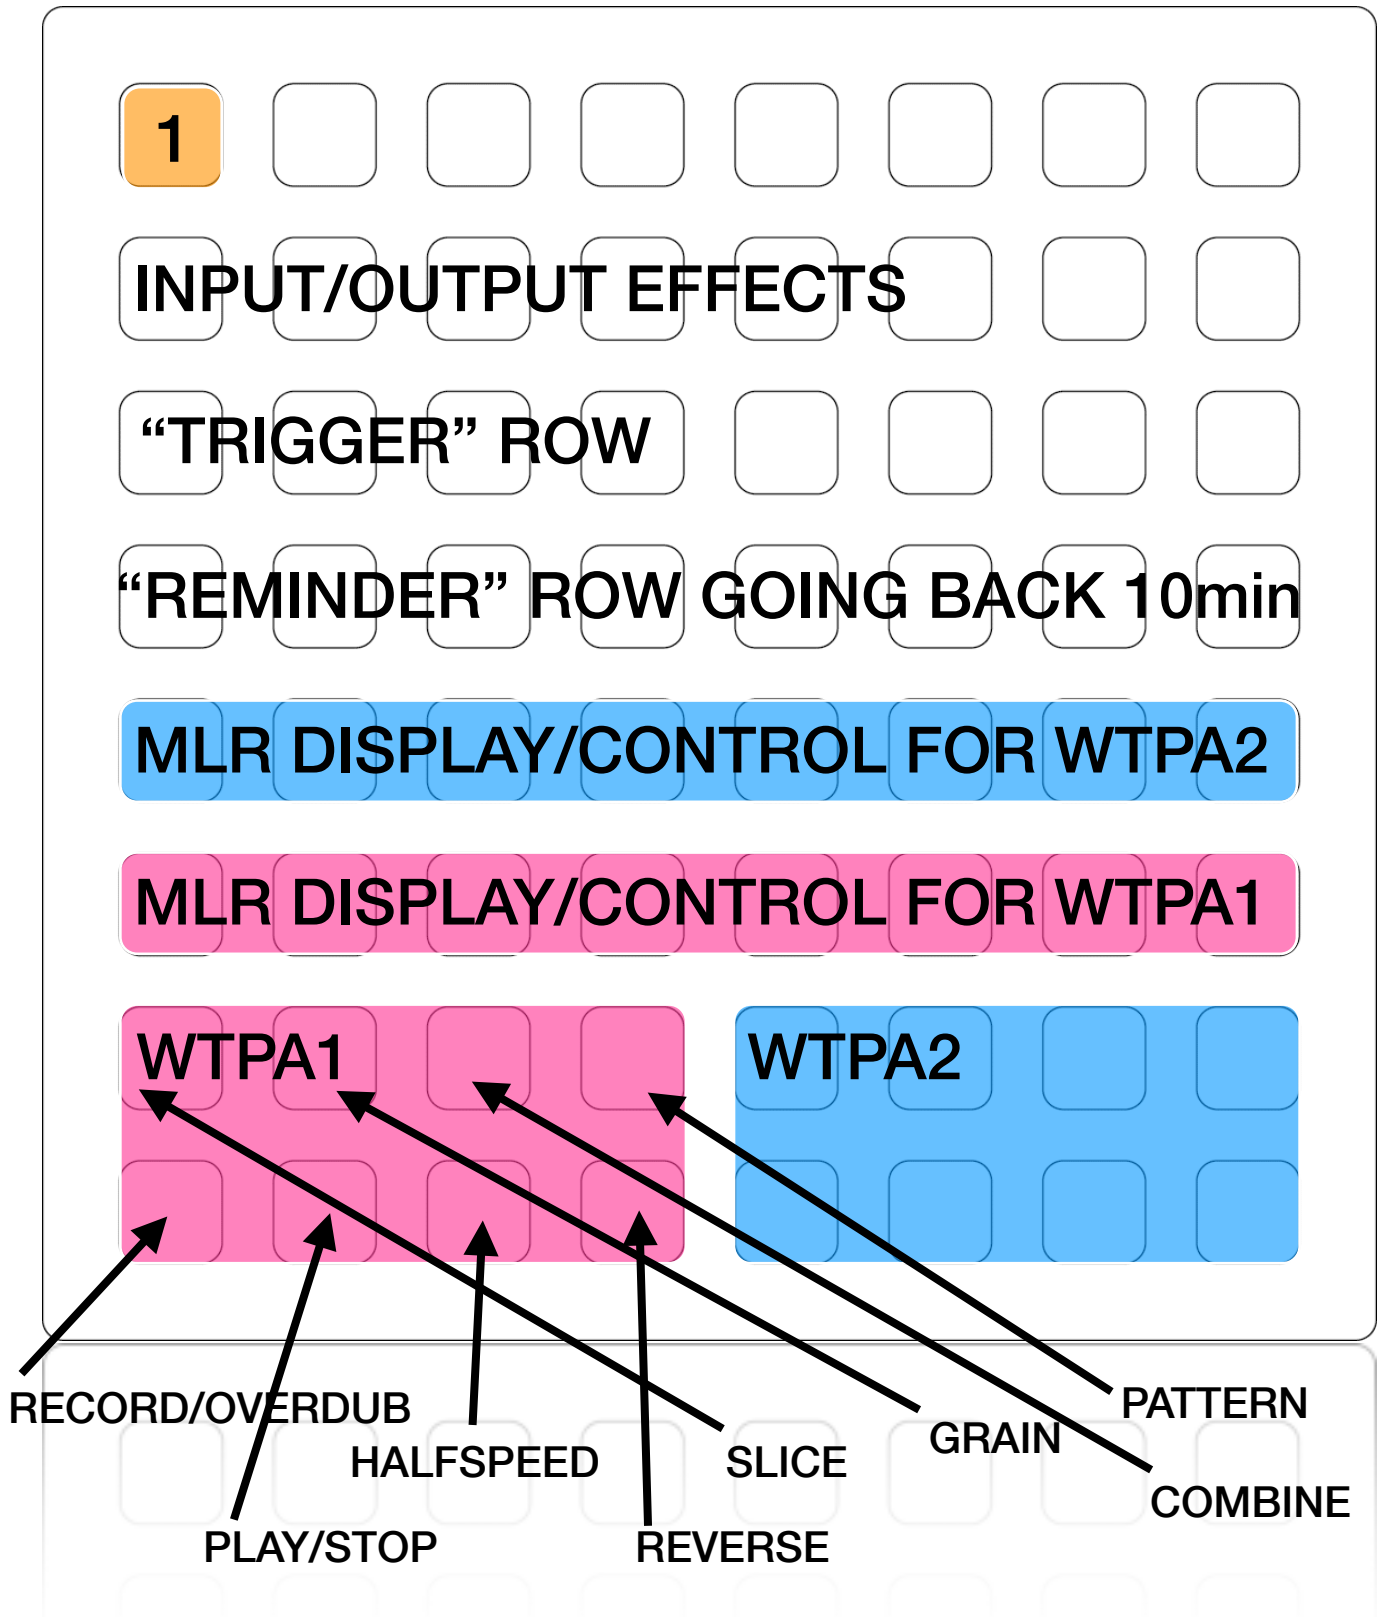 1
INPUT/OUTPUT EFFECTS
“TRIGGER” ROW
“REMINDER” ROW GOING BACK 10min
MLR DISPLAY/CONTROL FOR WTPA2
MLR DISPLAY/CONTROL FOR WTPA1
WTPA1
WTPA2
RECORD/OVERDUB
PATTERN
HALFSPEED
SLICE
GRAIN
COMBINE
PLAY/STOP
REVERSE